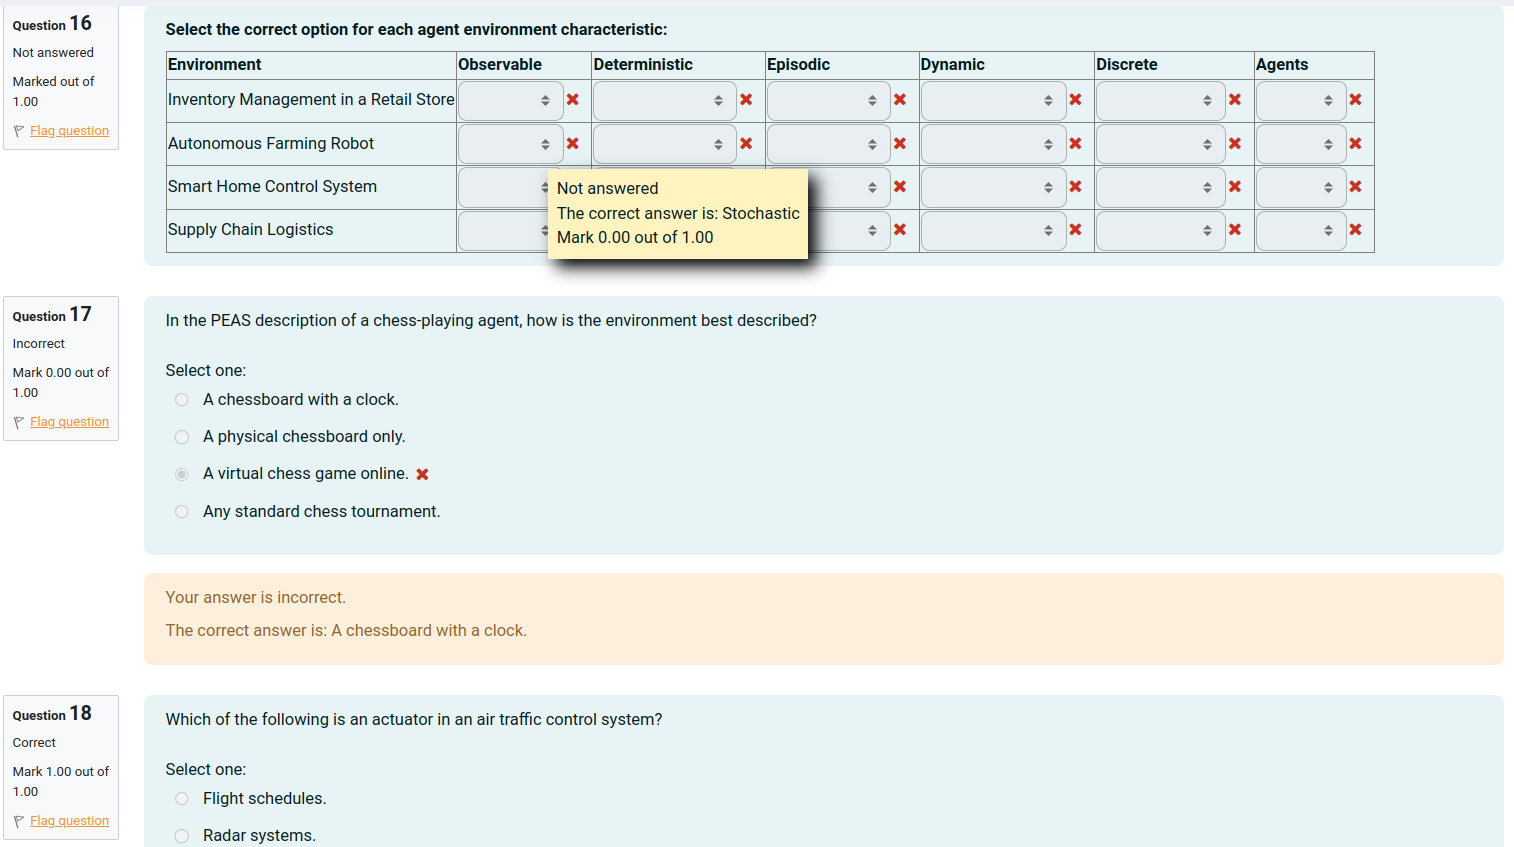 Question 16
Not answered
Marked out of
1.00
Flag question
Select the correct option for each agent environment characteristic:
Environment Observable Deterministic Episodic Dynamic Discrete Agents
Inventory Management in a Retail Store
Autonomous Farming Robot
Smart Home Control System
Supply Chain Logistics
Not answered
The correct answer is: Stochastic
Mark 0.00 out of 1.00
Question 17
Incorrect
Mark 0.00 out of
1.00
Flag question
In the PEAS description of a chess-playing agent, how is the environment best described?
Select one:
A chessboard with a clock.
A physical chessboard only.
A virtual chess game online.
Any standard chess tournament.
Your answer is incorrect.
The correct answer is: A chessboard with a clock.
Question 18
Correct
Mark 1.00 out of
1.00
Flag question
Which of the following is an actuator in an air traffic control system?
Select one:
Flight schedules.
Radar systems.